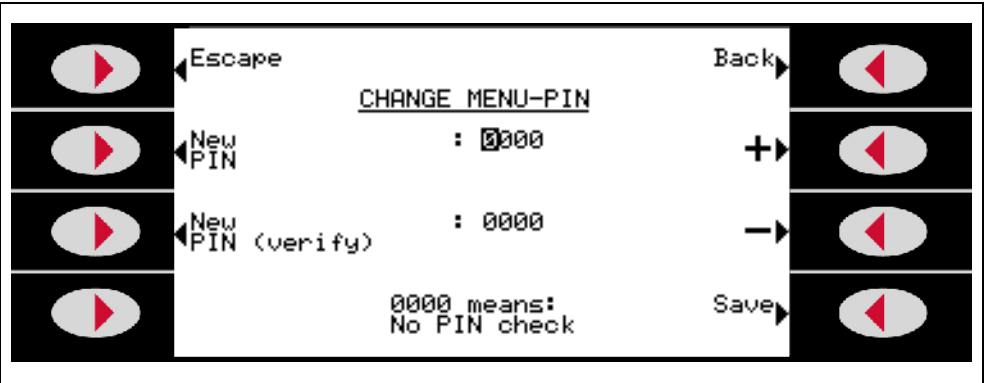 Escape Back
CHANGE MENU-PIN
New : 0000 +
PIN
New : 0000 −
PIN (verify)
0000 means: Save
No PIN check